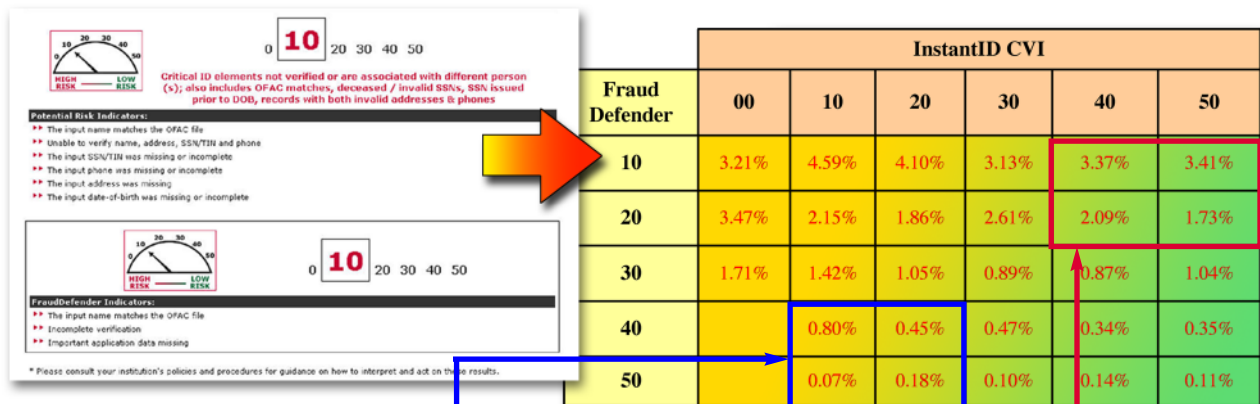 0 10 20 30 40 50
0 10 20 30 40 50
HIGH RISK LOW RISK
Critical ID elements not verified or are associated with different person
(s); also includes OFAC matches, deceased / invalid SSNs, SSN issued
prior to DOB, records with both invalid addresses & phones
Potential Risk Indicators:
The input name matches the OFAC file
Unable to verify name, address, SSN/TIN and phone
The input SSN/TIN was missing or incomplete
The input phone was missing or incomplete
The input address was missing
The input date-of-birth was missing or incomplete
0 10 20 30 40 50
0 10 20 30 40 50
HIGH RISK LOW RISK
FraudDefender Indicators:
The input name matches the OFAC file
Incomplete verification
Important application data missing
* Please consult your institution's policies and procedures for guidance on how to interpret and act on these results.
InstantID CVI
Fraud
Defender
00 10 20 30 40 50
10 3.21% 4.59% 4.10% 3.13% 3.37% 3.41%
20 3.47% 2.15% 1.86% 2.61% 2.09% 1.73%
30 1.71% 1.42% 1.05% 0.89% 0.87% 1.04%
40 0.80% 0.45% 0.47% 0.34% 0.35%
50 0.07% 0.18% 0.10% 0.14% 0.11%